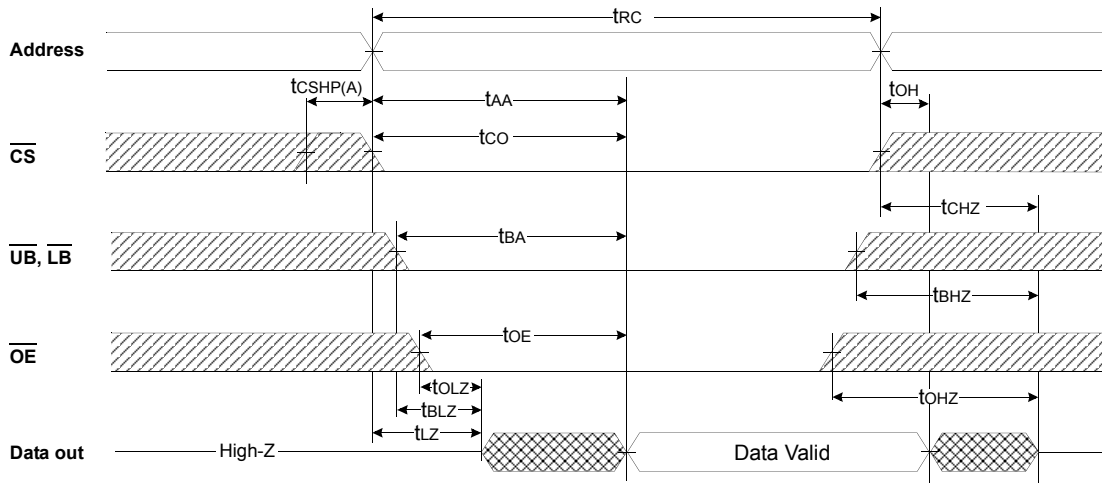 tRC
Address
tCSHP(A)
tAA
tOH
CS
tCO
tCHZ
UB, LB
tBA
tBHZ
OE
tOE
tOLZ
tOHZ
tBLZ
tLZ
Data out
High-Z
Data Valid